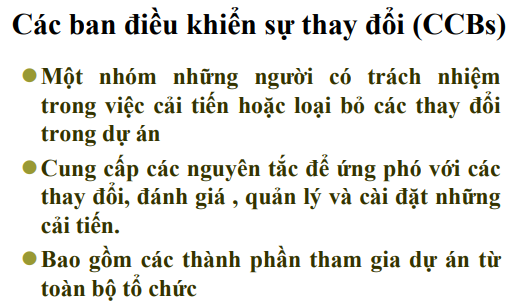 Các ban điều khiển sự thay đổi (CCBs)
Một nhóm những người có trách nhiệm
trong việc cải tiến hoặc loại bỏ các thay đổi
trong dự án
Cung cấp các nguyên tắc để ứng phó với các
thay đổi, đánh giá , quản lý và cài đặt những
cải tiến.
Bao gồm các thành phần tham gia dự án từ
toàn bộ tổ chức